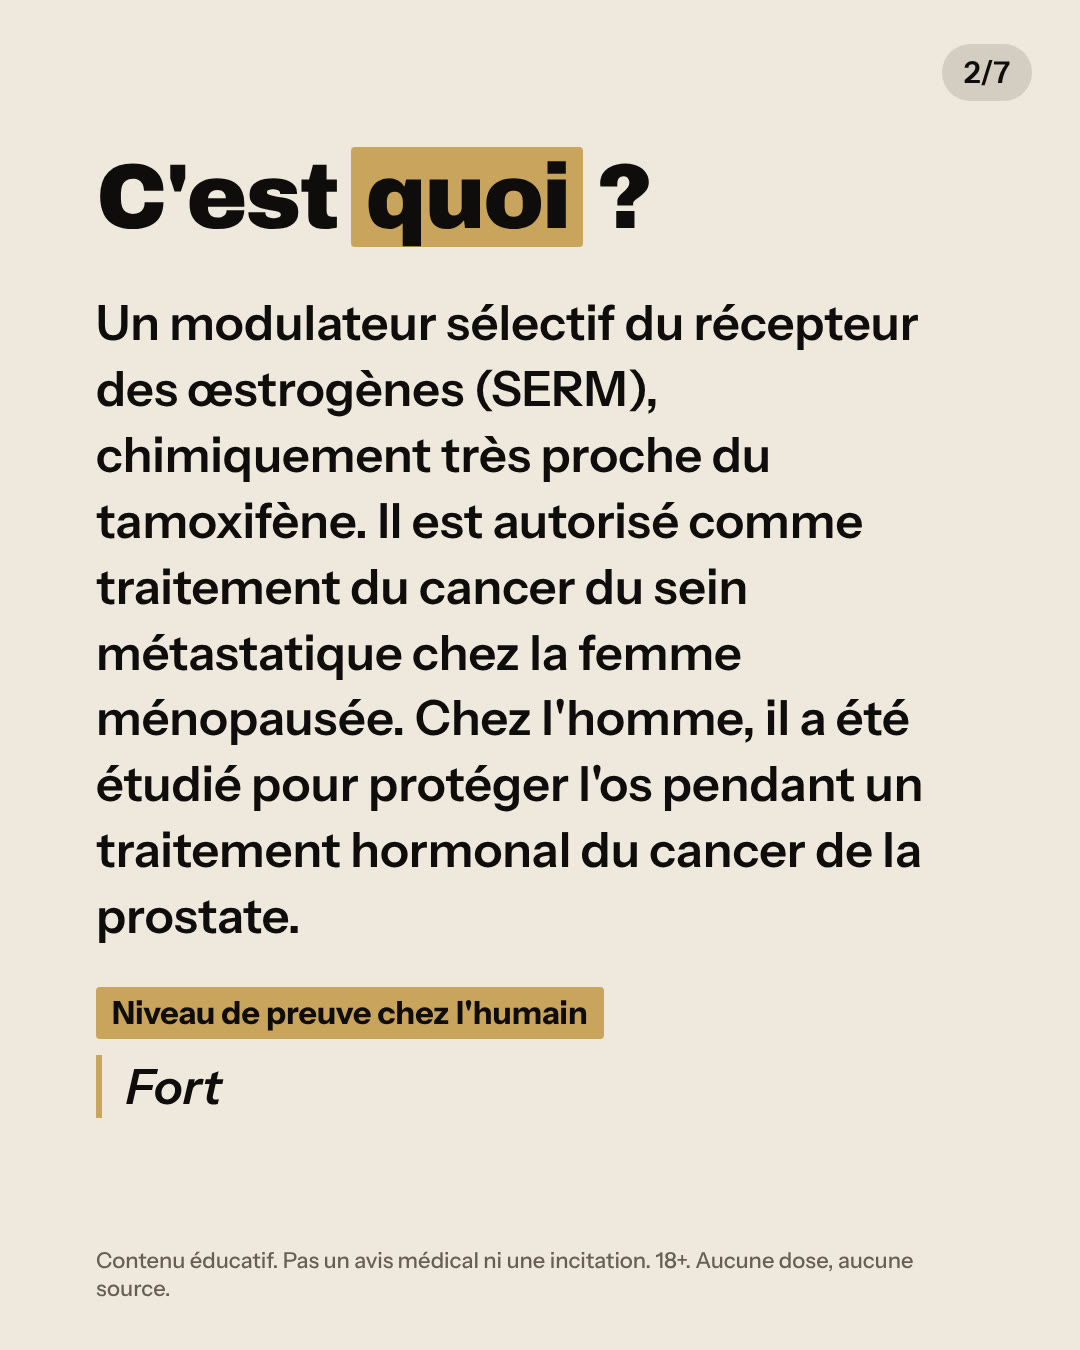 2/7
C'est quoi ?
Un modulateur sélectif du récepteur
des œstrogènes (SERM),
chimiquement très proche du
tamoxifène. Il est autorisé comme
traitement du cancer du sein
métastatique chez la femme
ménopausée. Chez l'homme, il a été
étudié pour protéger l'os pendant un
traitement hormonal du cancer de la
prostate.
Niveau de preuve chez l'humain
Fort
Contenu éducatif. Pas un avis médical ni une incitation. 18+. Aucune dose, aucune
source.